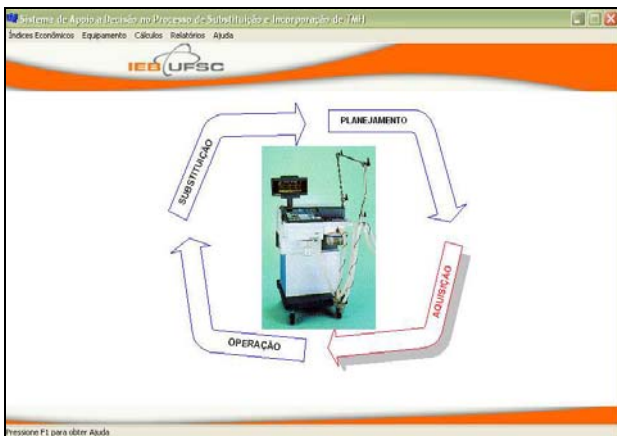 Sistema de Apoio a Decisão no Processo de Substituição e Incorporação de TMH
Índices Econômicos Equipamento Cálculos Relatórios Ajuda
IEB UFSC
PLANEJAMENTO
SUBSTITUIÇÃO
AQUISIÇÃO
OPERAÇÃO
Pressione F1 para obter Ajuda